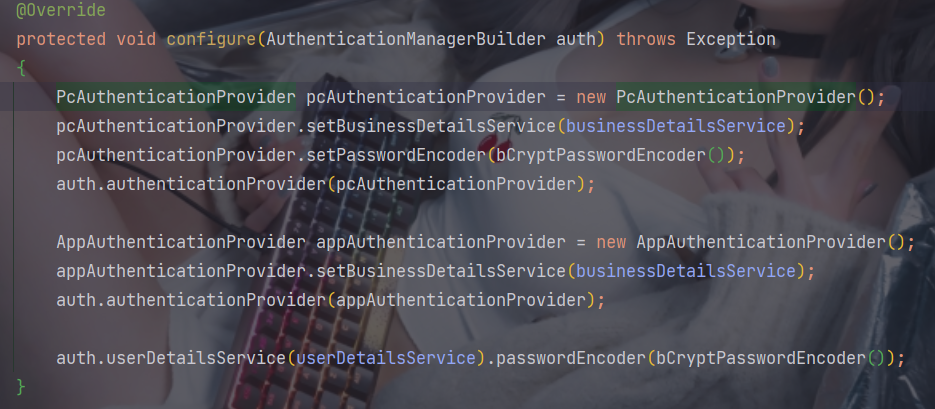 @Override
protected void configure(AuthenticationManagerBuilder auth) throws Exception
{
PcAuthenticationProvider pcAuthenticationProvider = new PcAuthenticationProvider();
pcAuthenticationProvider.setBusinessDetailsService(businessDetailsService);
pcAuthenticationProvider.setPasswordEncoder(bCryptPasswordEncoder());
auth.authenticationProvider(pcAuthenticationProvider);
AppAuthenticationProvider appAuthenticationProvider = new AppAuthenticationProvider();
appAuthenticationProvider.setBusinessDetailsService(businessDetailsService);
auth.authenticationProvider(appAuthenticationProvider);
auth.userDetailsService(userDetailsService).passwordEncoder(bCryptPasswordEncoder());
}